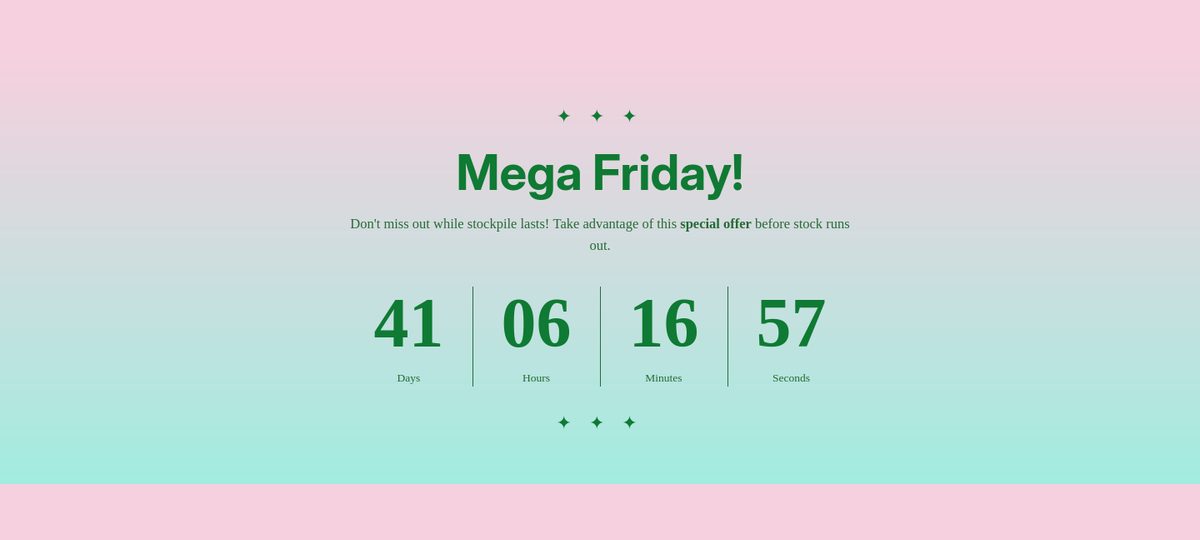 ✦ ✦ ✦
Mega Friday!
Don't miss out while stockpile lasts! Take advantage of this special offer before stock runs
out.
41 06 16 57
Days Hours Minutes Seconds
✦ ✦ ✦